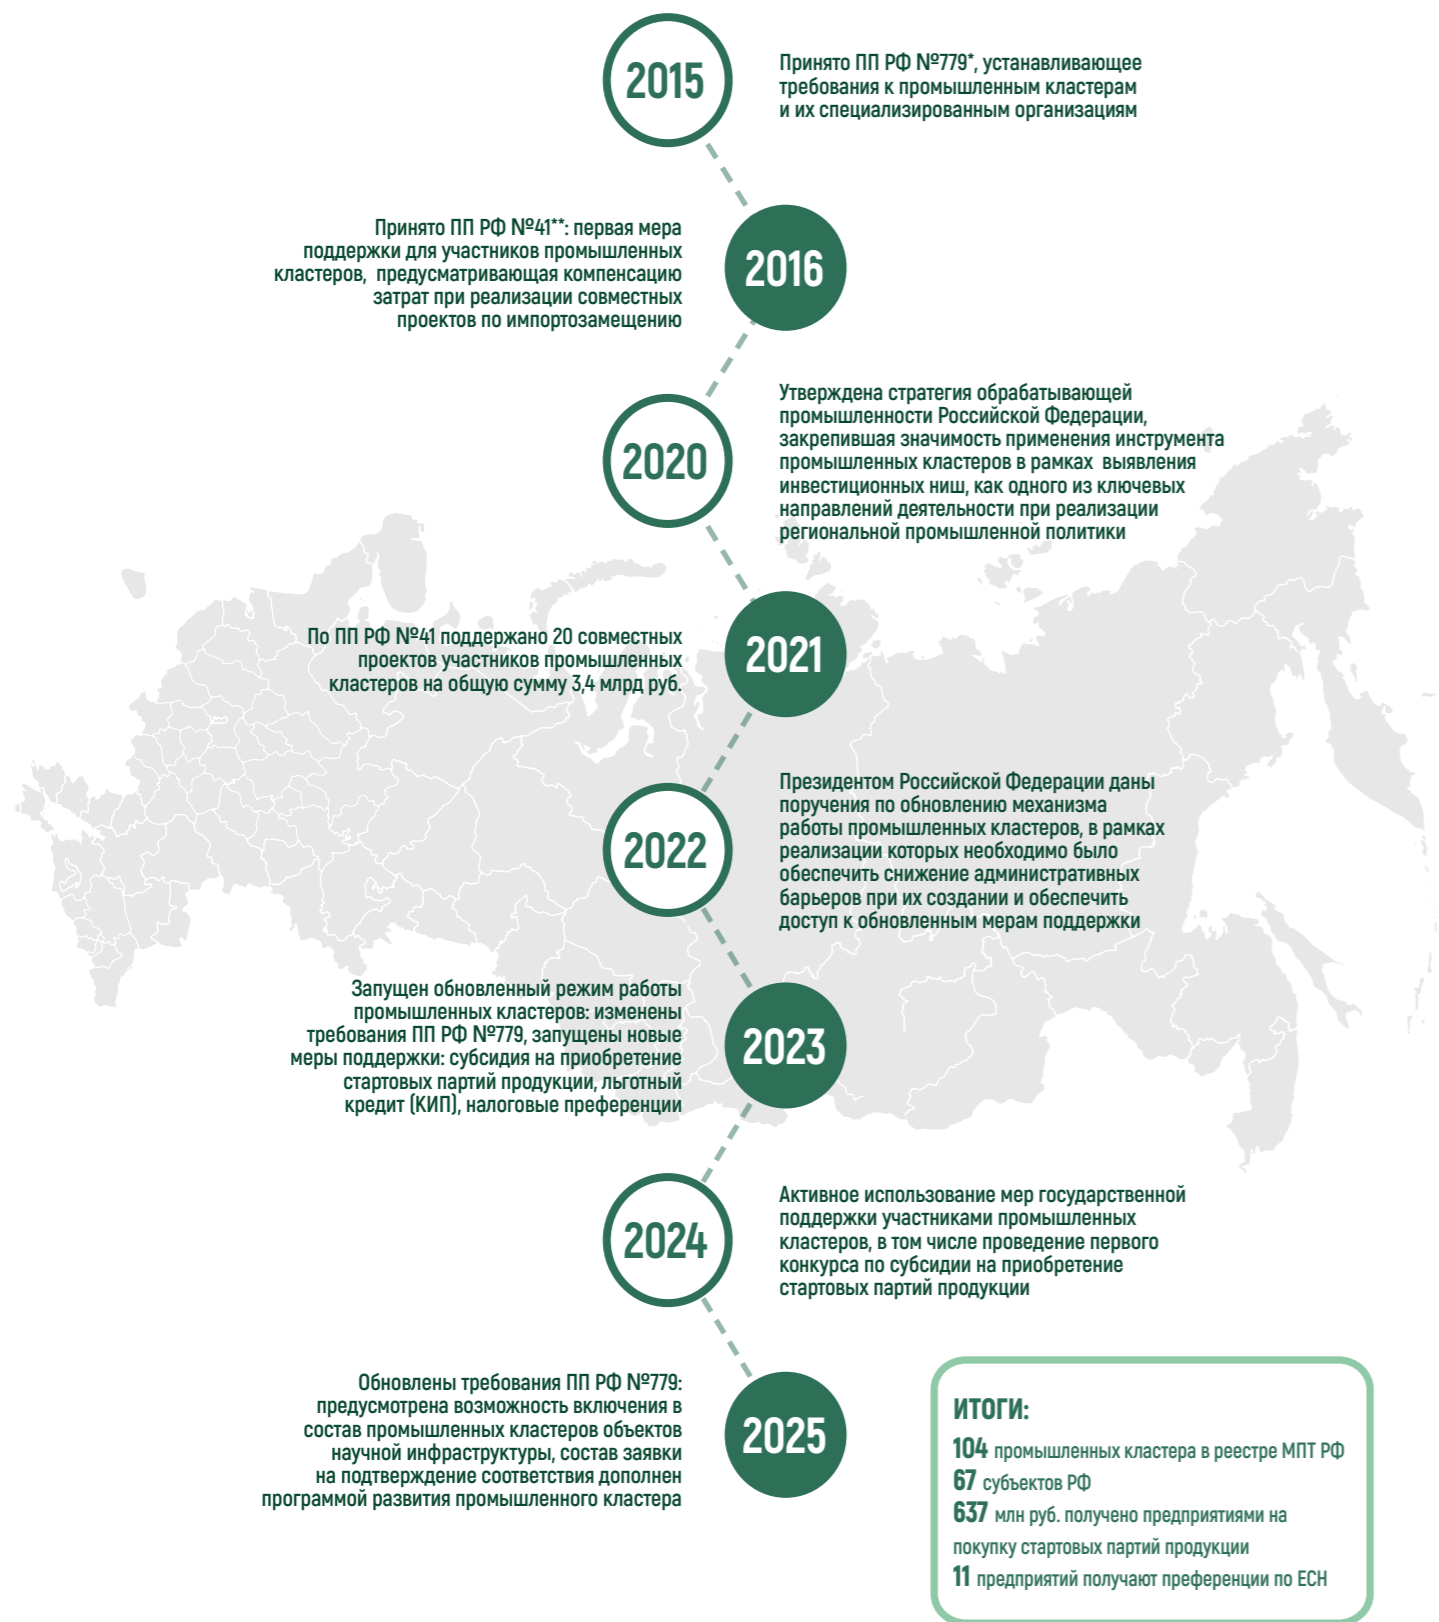 2015
Принято ПП РФ №779*, устанавливающее
требования к промышленным кластерам
и их специализированным организациям
Принято ПП РФ №41**: первая мера
поддержки для участников промышленных
кластеров, предусматривающая компенсацию
затрат при реализации совместных
проектов по импортозамещению
2016
2020
Утверждена стратегия обрабатывающей
промышленности Российской Федерации,
закрепившая значимость применения инструмента
промышленных кластеров в рамках выявления
инвестиционных ниш, как одного из ключевых
направлений деятельности при реализации
региональной промышленной политики
По ПП РФ №41 поддержано 20 совместных
проектов участников промышленных
кластеров на общую сумму 3,4 млрд руб.
2021
2022
Президентом Российской Федерации даны
поручения по обновлению механизма
работы промышленных кластеров, в рамках
реализации которых необходимо было
обеспечить снижение административных
барьеров при их создании и обеспечить
доступ к обновленным мерам поддержки
Запущен обновленный режим работы
промышленных кластеров: изменены
требования ПП РФ №779, запущены новые
меры поддержки: субсидия на приобретение
стартовых партий продукции, льготный
кредит (КИП), налоговые преференции
2023
2024
Активное использование мер государственной
поддержки участниками промышленных
кластеров, в том числе проведение первого
конкурса по субсидии на приобретение
стартовых партий продукции
Обновлены требования ПП РФ №779:
предусмотрена возможность включения в
состав промышленных кластеров объектов
научной инфраструктуры, состав заявки
на подтверждение соответствия дополнен
программой развития промышленного кластера
2025
ИТОГИ:
104 промышленных кластера в реестре МПТ РФ
67 субъектов РФ
637 млн руб. получено предприятиями на
покупку стартовых партий продукции
11 предприятий получают преференции по ЕСН